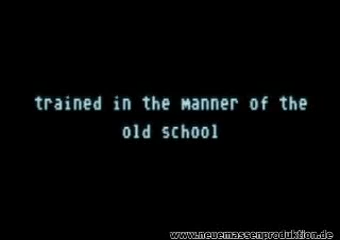 trained in the manner of the
old school
www.neuemassenproduktion.de